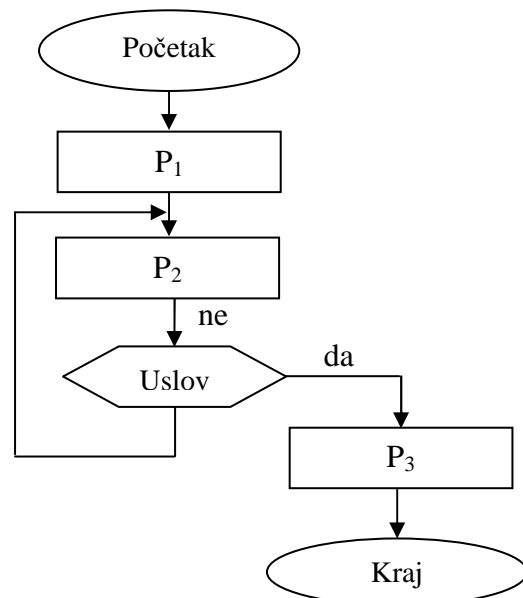 Početak
P₁
P₂
ne
Uslov
da
P₃
Kraj